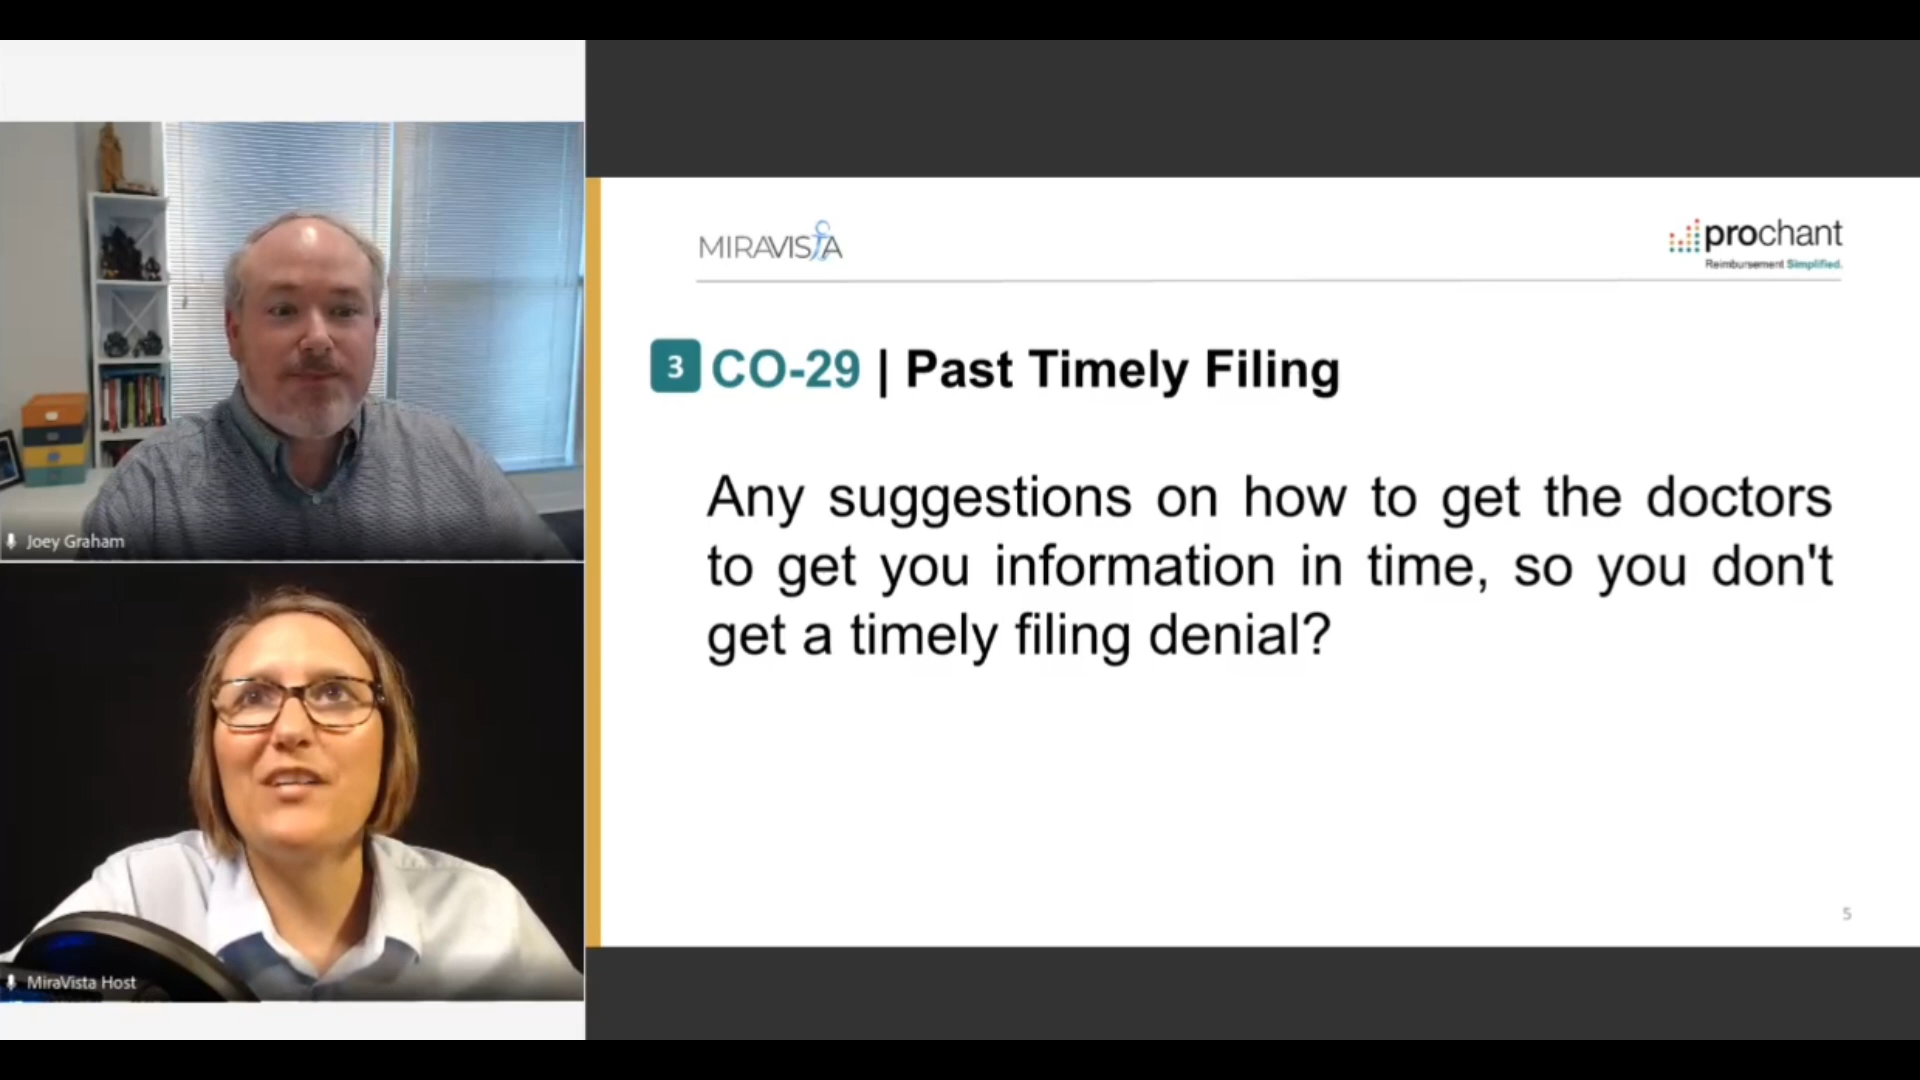 Joey Graham
MiraVista Host
MIRAVISTA
prochant
Reimbursement Simplified.
3 CO-29 | Past Timely Filing
Any suggestions on how to get the doctors
to get you information in time, so you don't
get a timely filing denial?
5